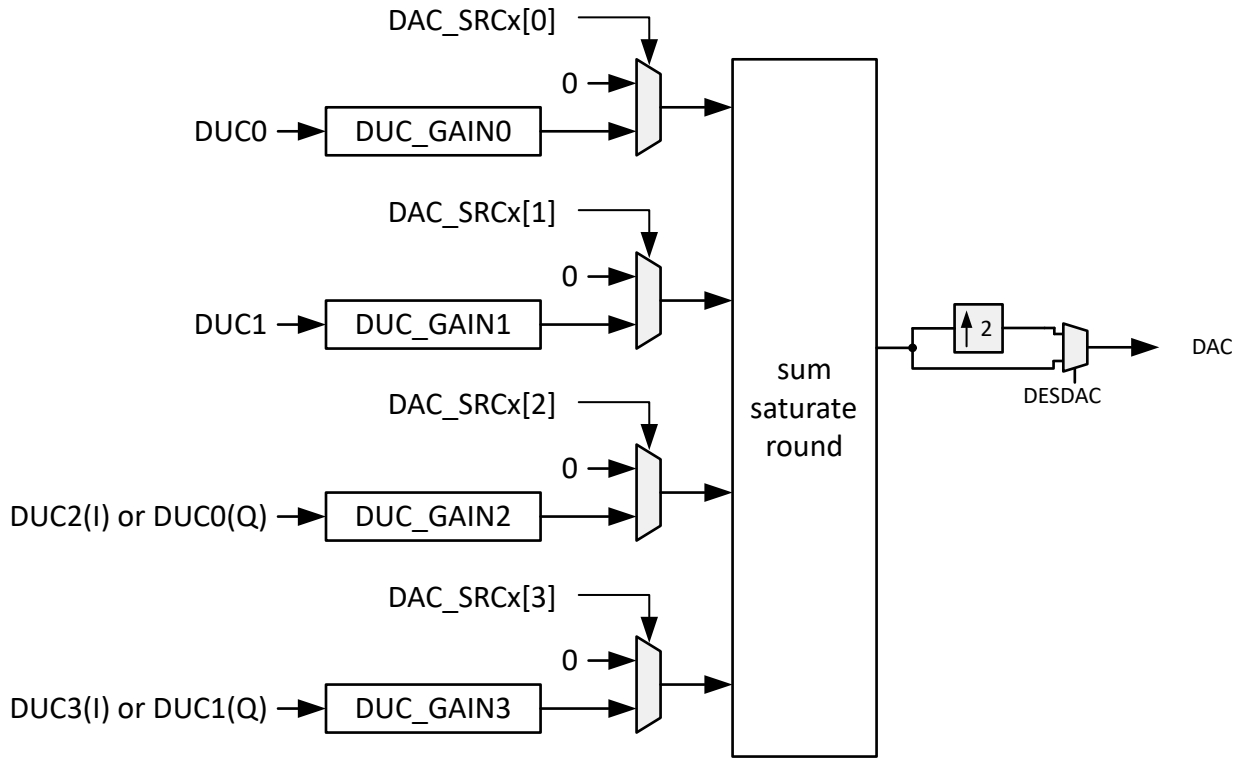 DAC_SRCx[0]
0
DUC0
DUC_GAIN0
DAC_SRCx[1]
0
DUC1
DUC_GAIN1
DAC_SRCx[2]
0
DUC2(I) or DUC0(Q)
DUC_GAIN2
DAC_SRCx[3]
0
DUC3(I) or DUC1(Q)
DUC_GAIN3
sum
saturate
round
2
DESDAC
DAC